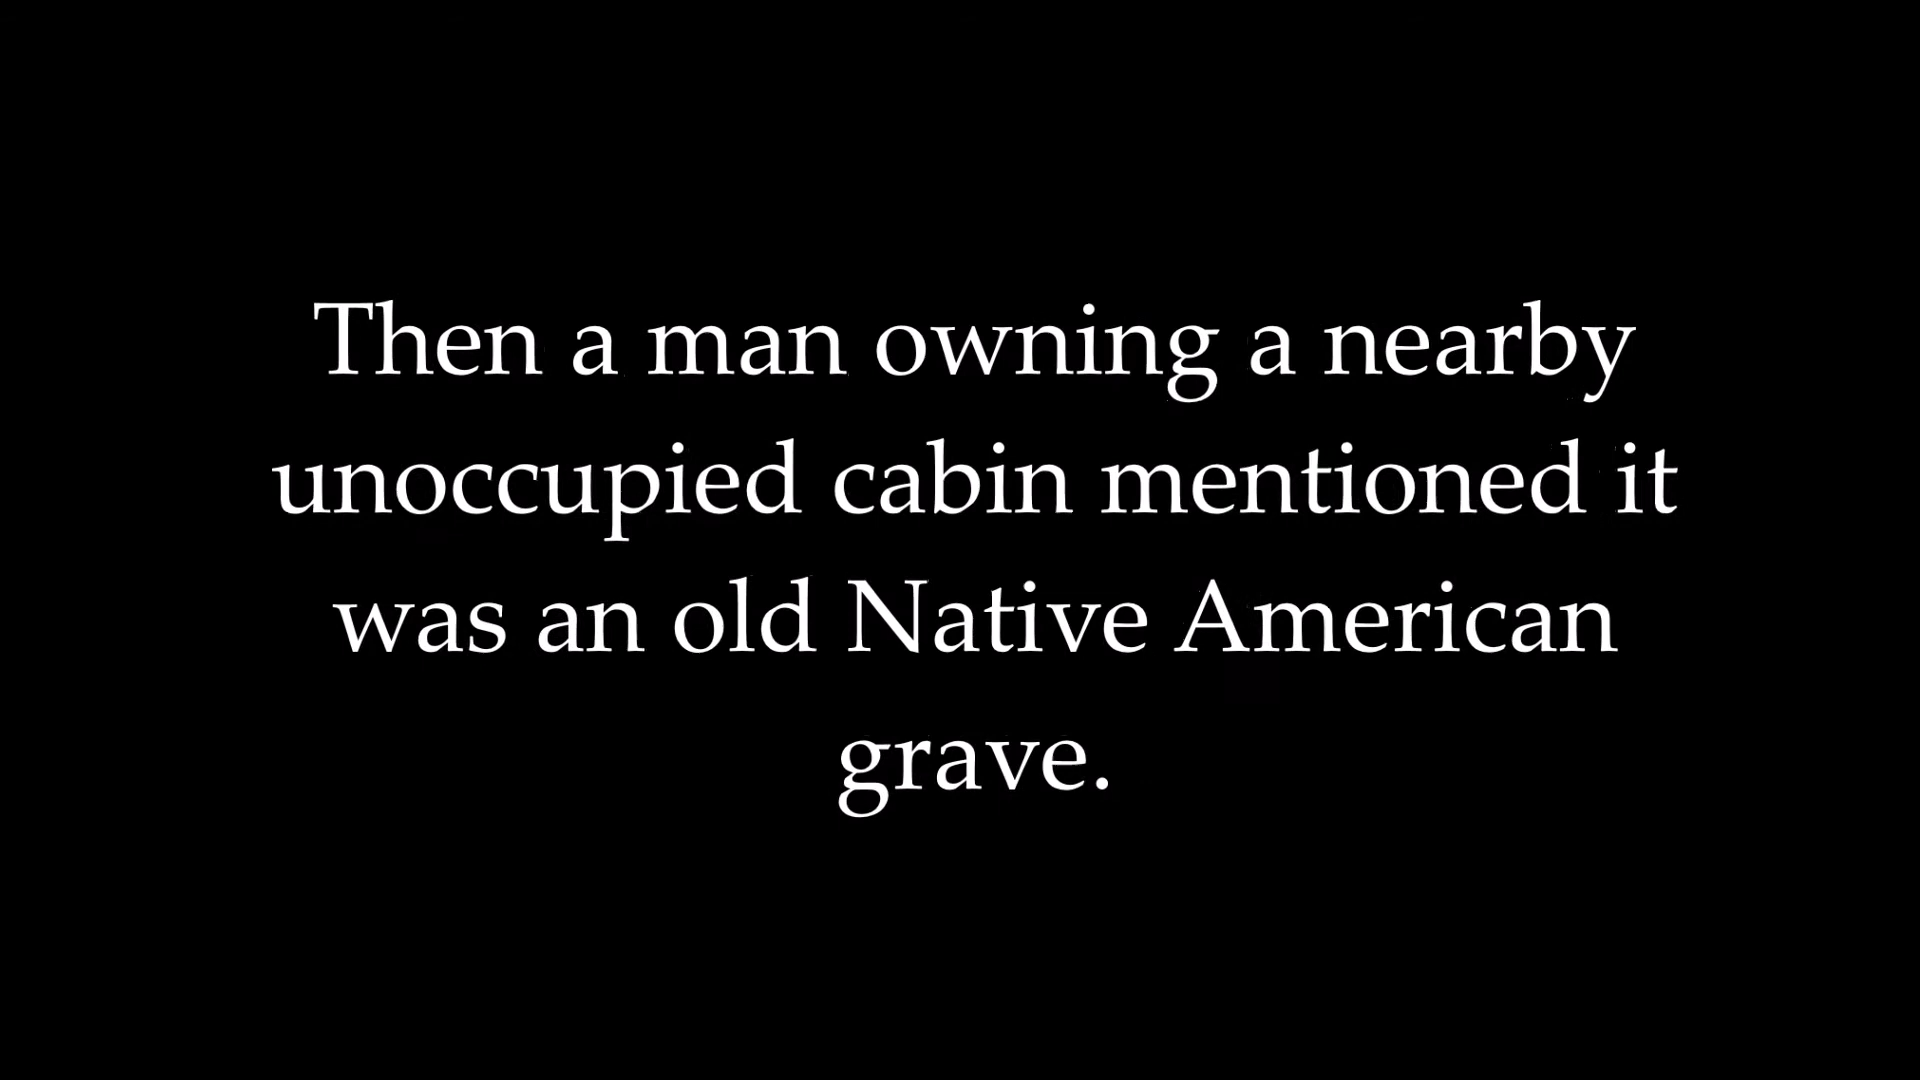 Then a man owning a nearby
unoccupied cabin mentioned it
was an old Native American
grave.